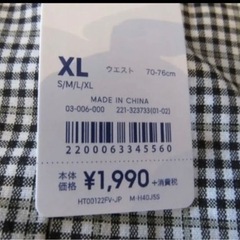 XL ウエスト 70-76cm
S/M/L/XL
MADE IN CHINA
03-006-000 221-323733(01-02)
2200063345560
本体
価格 ¥1,990 +消費税
HT00122FV-JP M-H40J5S